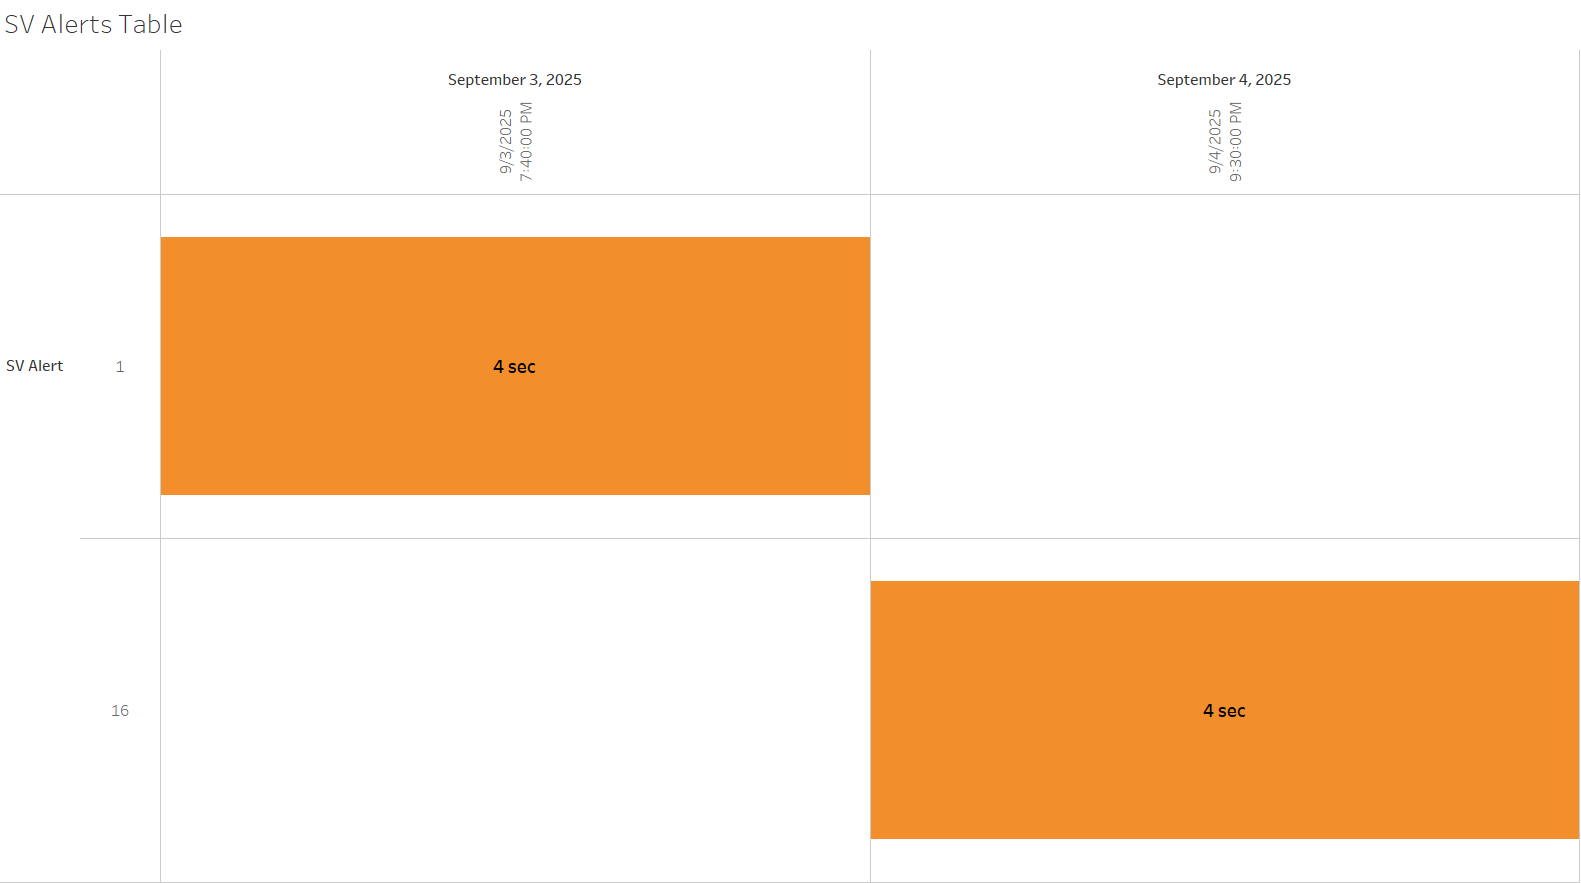 SV Alerts Table
September 3, 2025
September 4, 2025
9/3/2025
7:40:00 PM
9/4/2025
9:30:00 PM
SV Alert
1
4 sec
16
4 sec